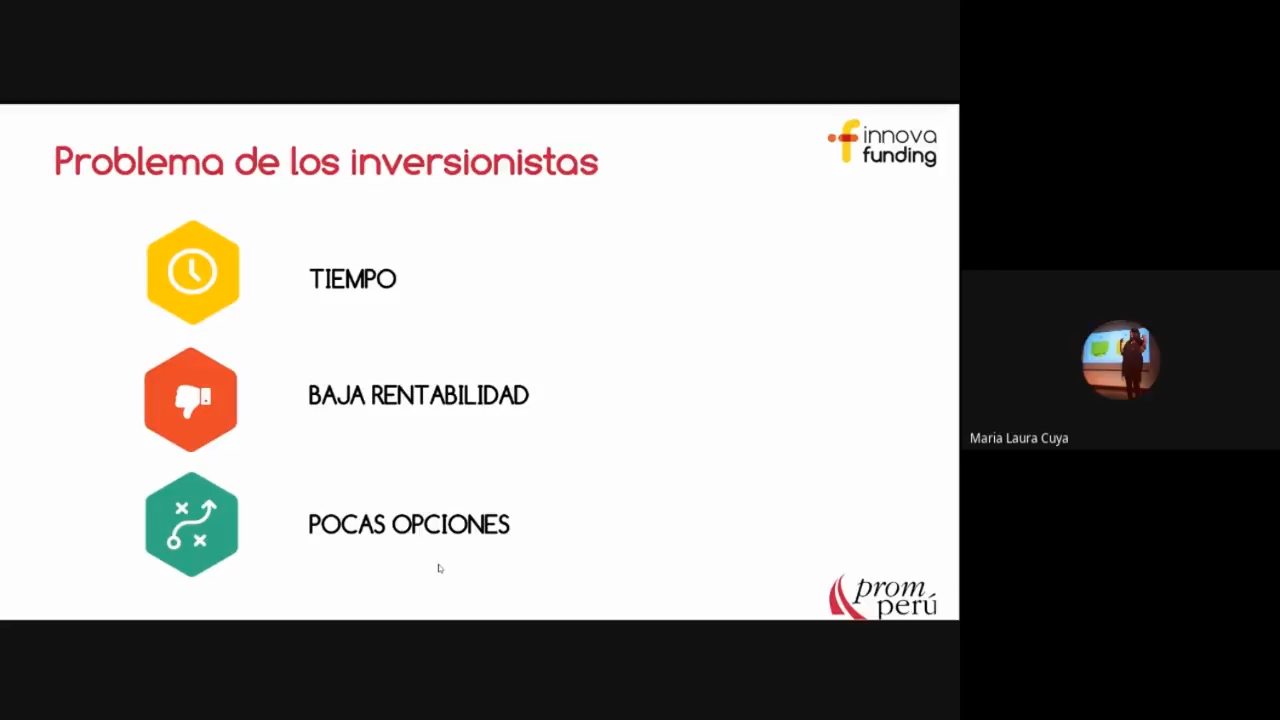 Problema de los inversionistas
innova
funding
TIEMPO
BAJA RENTABILIDAD
POCAS OPCIONES
Maria Laura Cuya
prom
perú